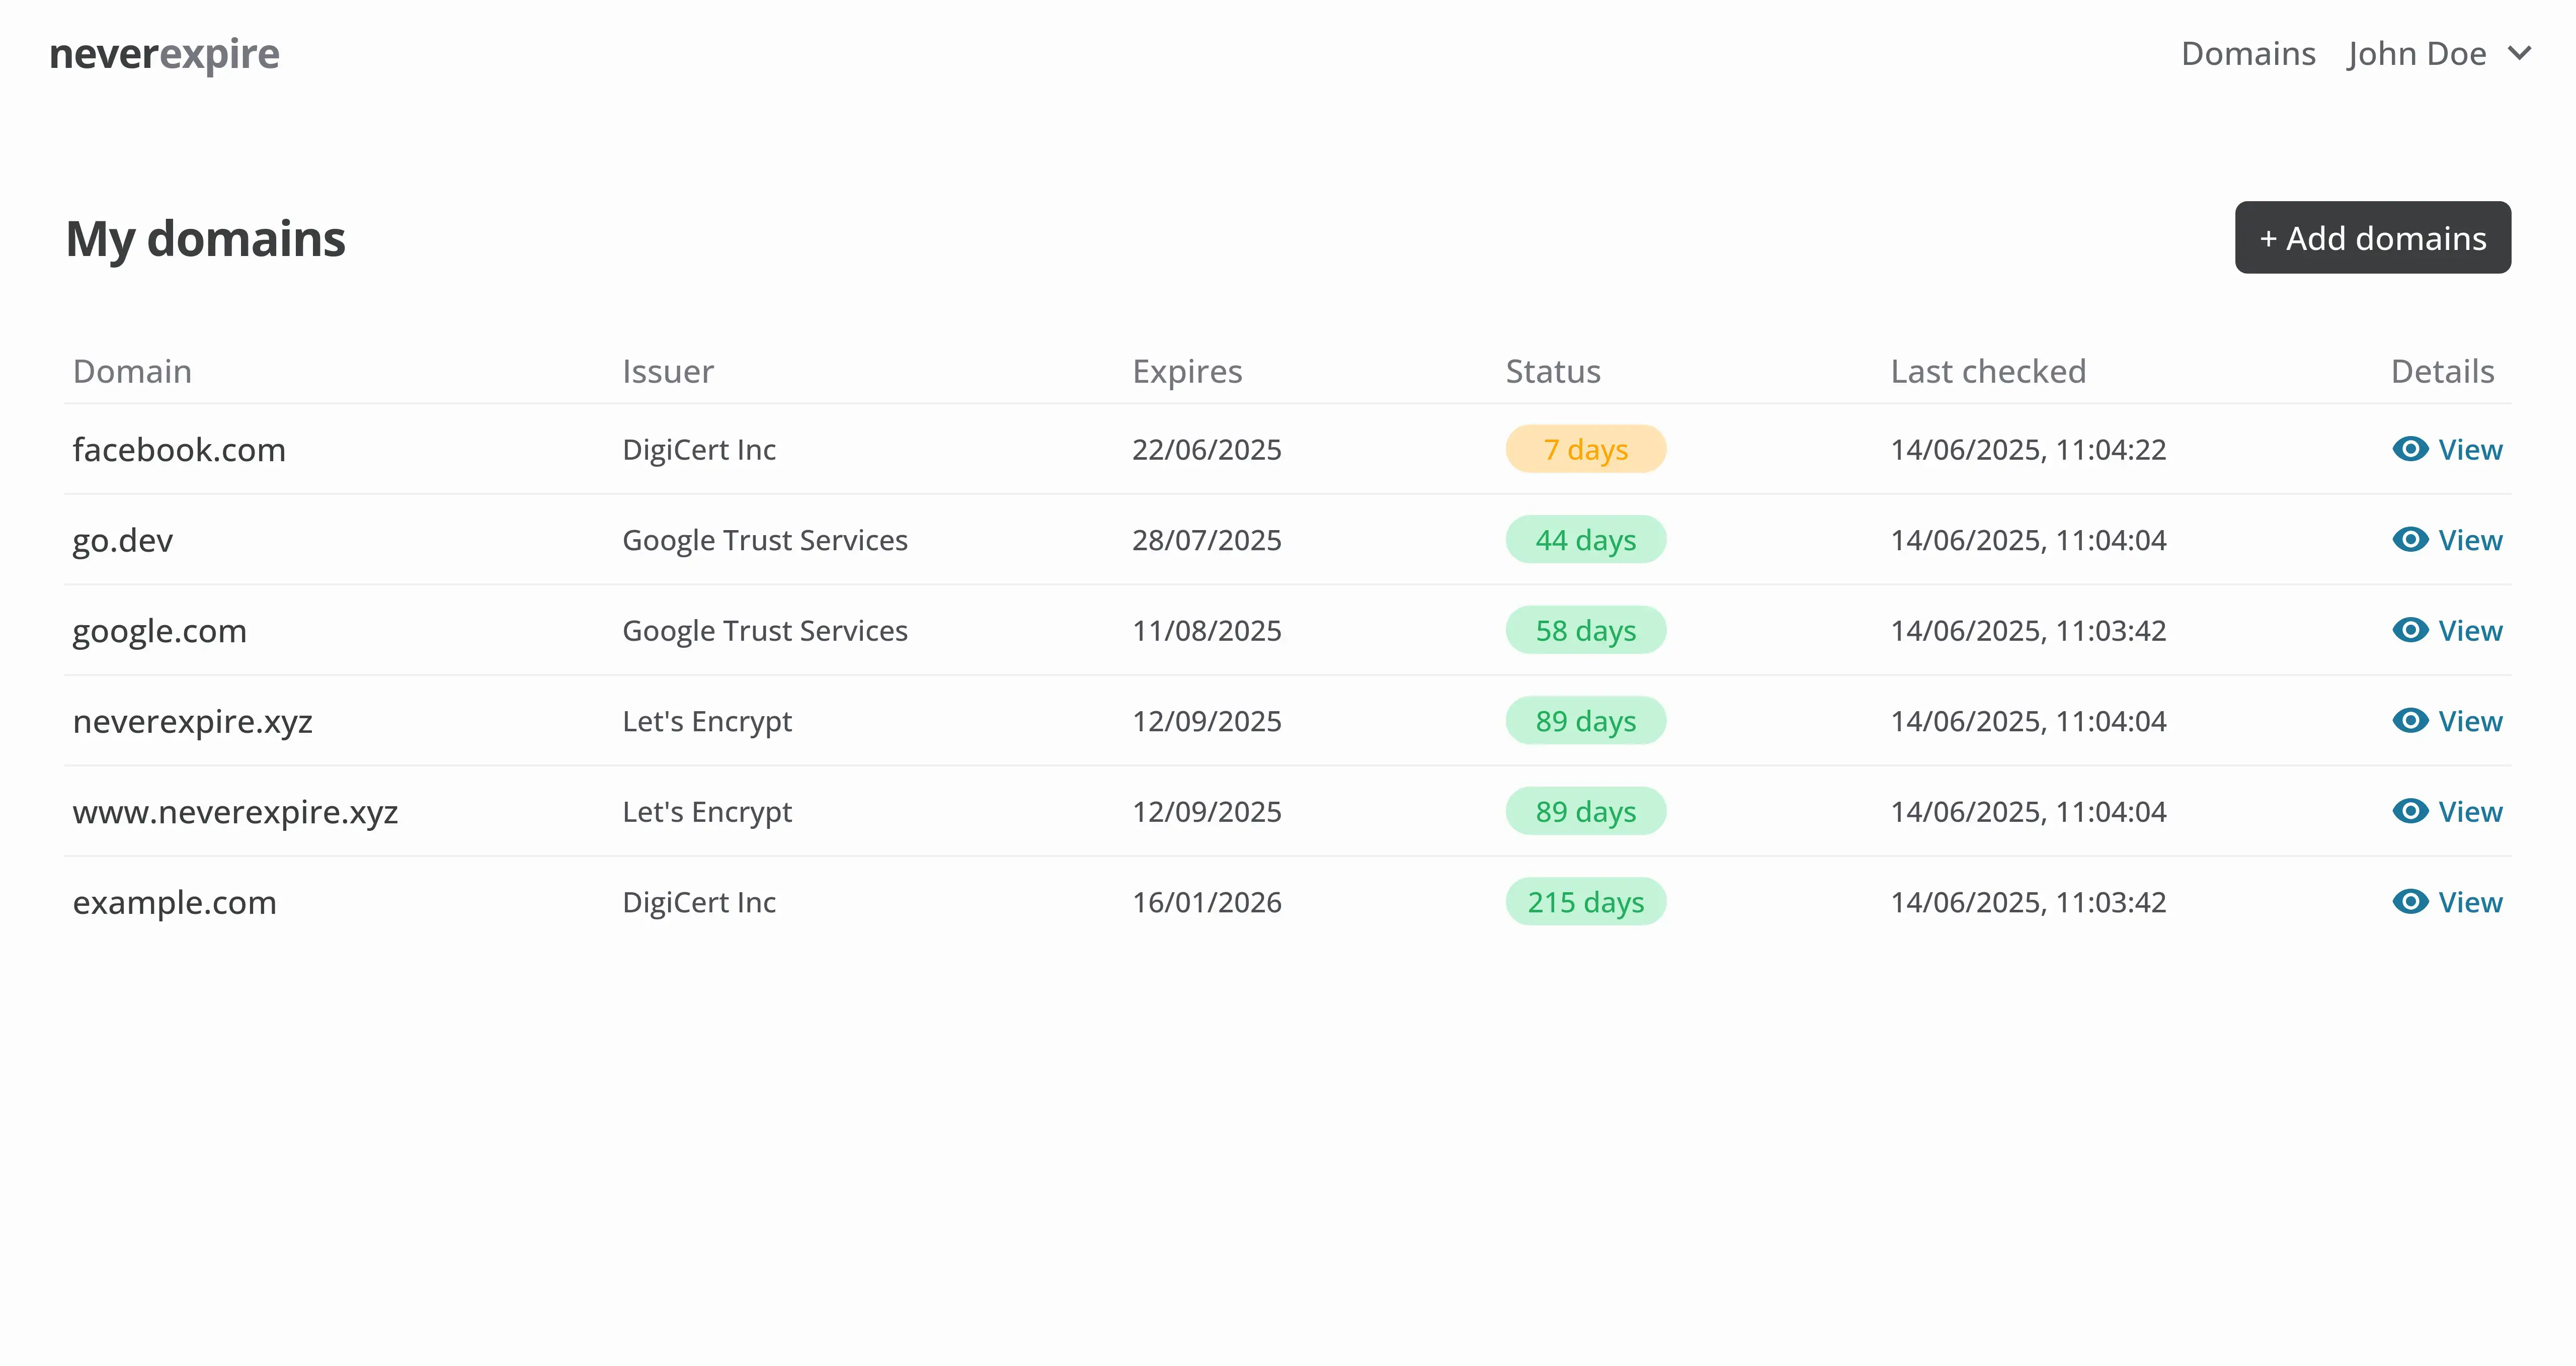 neverexpire Domains John Doe
My domains + Add domains
Domain Issuer Expires Status Last checked Details
facebook.com DigiCert Inc 22/06/2025 7 days 14/06/2025, 11:04:22 View
go.dev Google Trust Services 28/07/2025 44 days 14/06/2025, 11:04:04 View
google.com Google Trust Services 11/08/2025 58 days 14/06/2025, 11:03:42 View
neverexpire.xyz Let's Encrypt 12/09/2025 89 days 14/06/2025, 11:04:04 View
www.neverexpire.xyz Let's Encrypt 12/09/2025 89 days 14/06/2025, 11:04:04 View
example.com DigiCert Inc 16/01/2026 215 days 14/06/2025, 11:03:42 View